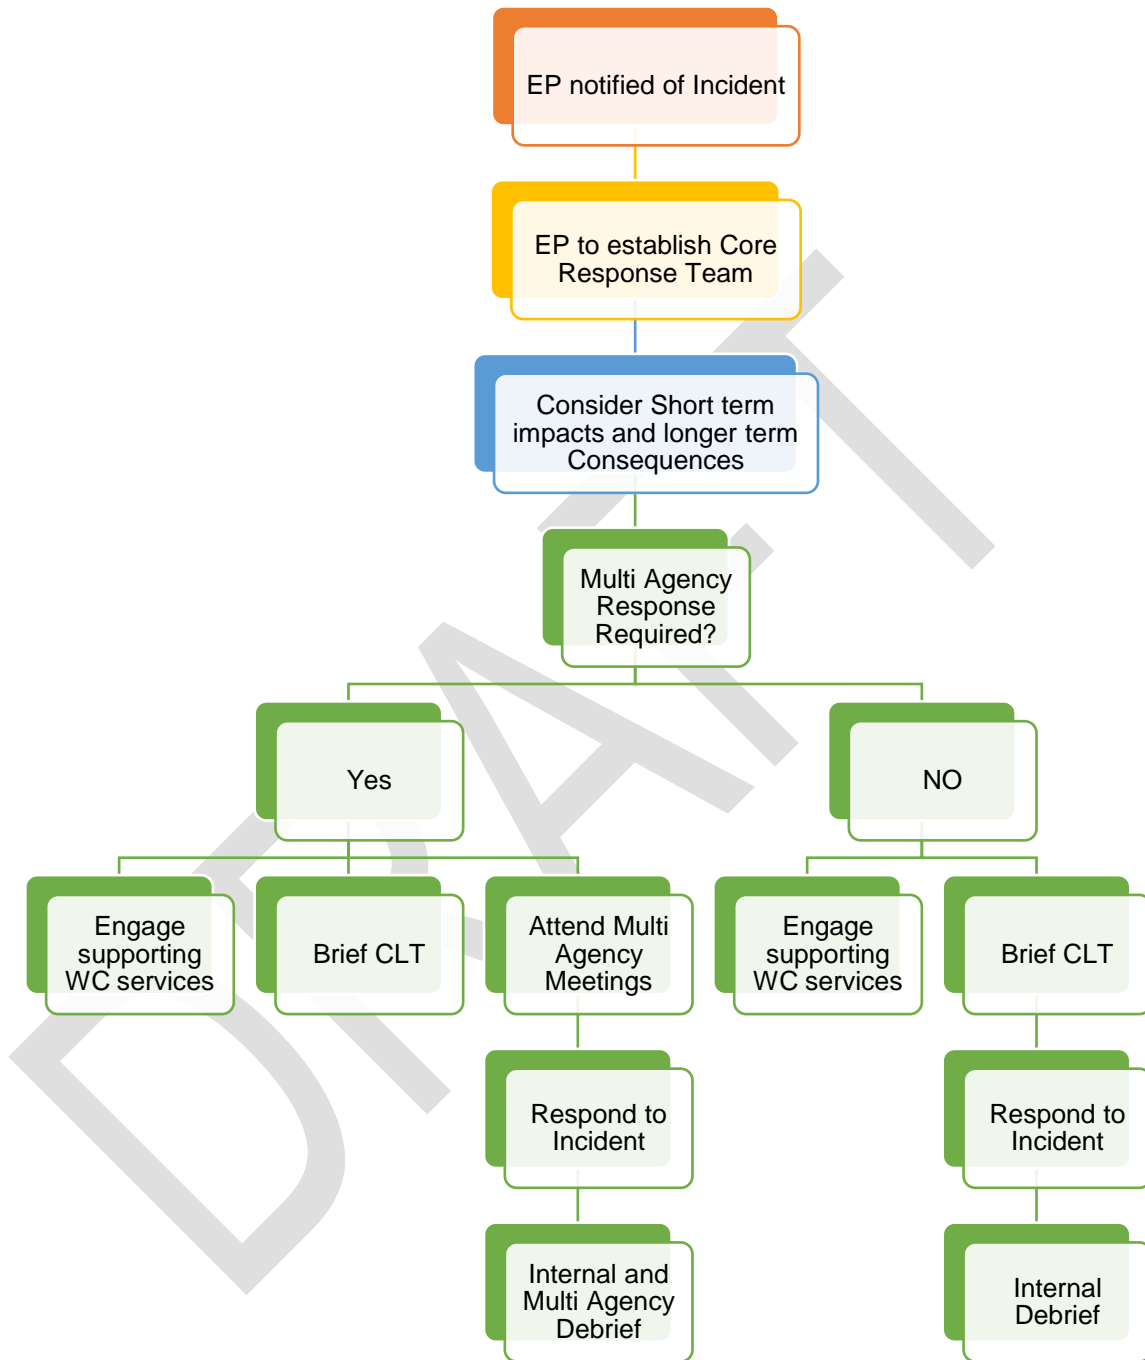 EP notified of Incident
EP to establish Core
Response Team
Consider Short term
impacts and longer term
Consequences
Multi Agency
Response
Required?
Yes
NO
Engage
supporting
WC services
Brief CLT
Attend Multi
Agency
Meetings
Engage
supporting
WC services
Brief CLT
Respond to
Incident
Respond to
Incident
Internal and
Multi Agency
Debrief
Internal
Debrief
DRAFT